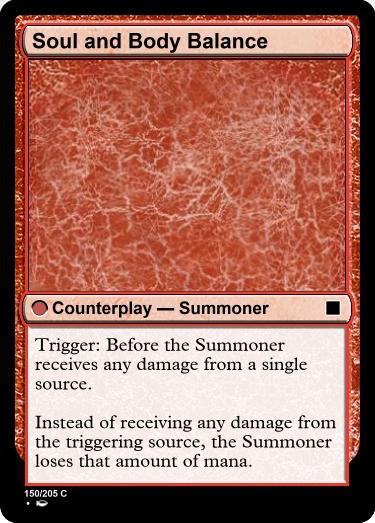 Soul and Body Balance
Counterplay — Summoner
Trigger: Before the Summoner
receives any damage from a single
source.
Instead of receiving any damage from
the triggering source, the Summoner
loses that amount of mana.
150/205 C